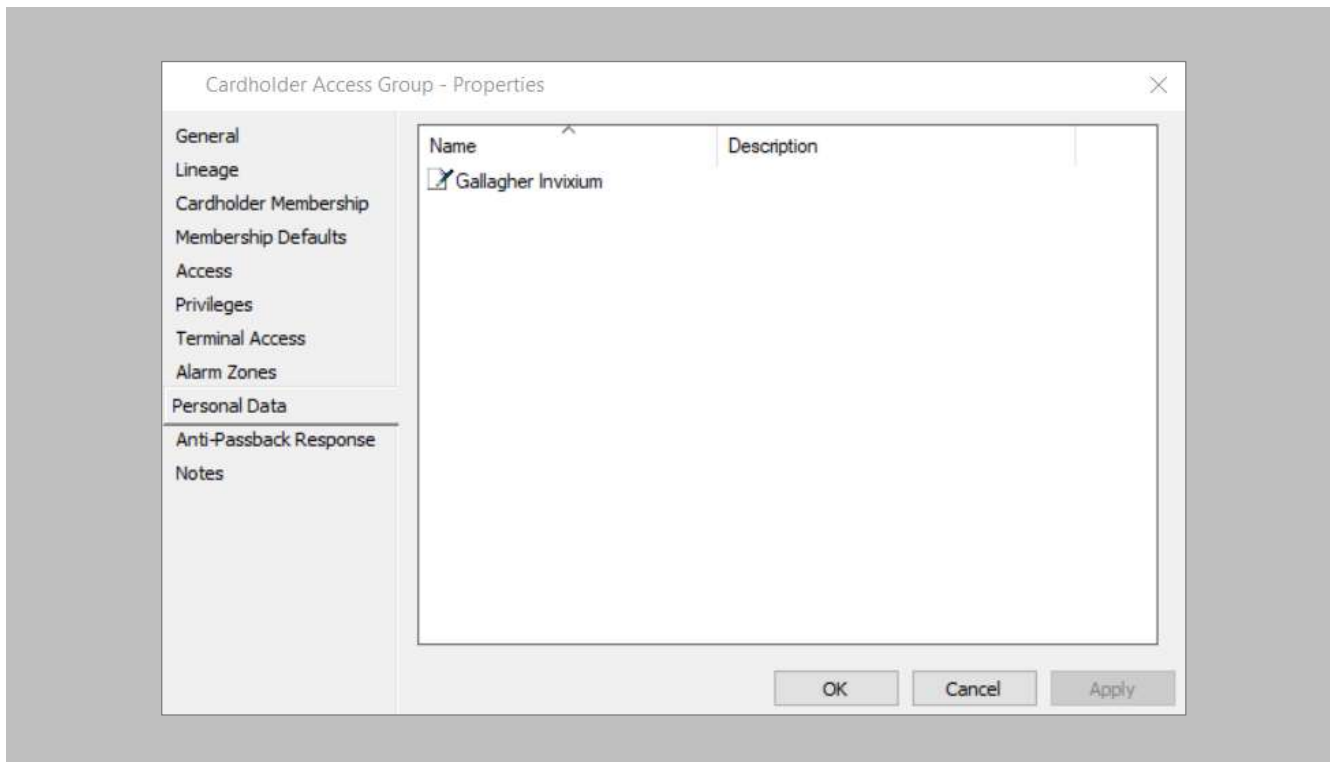 Cardholder Access Group - Properties
General
Lineage
Cardholder Membership
Membership Defaults
Access
Privileges
Terminal Access
Alarm Zones
Personal Data
Anti-Passback Response
Notes
Name Description
Gallagher Invixium
OK Cancel Apply